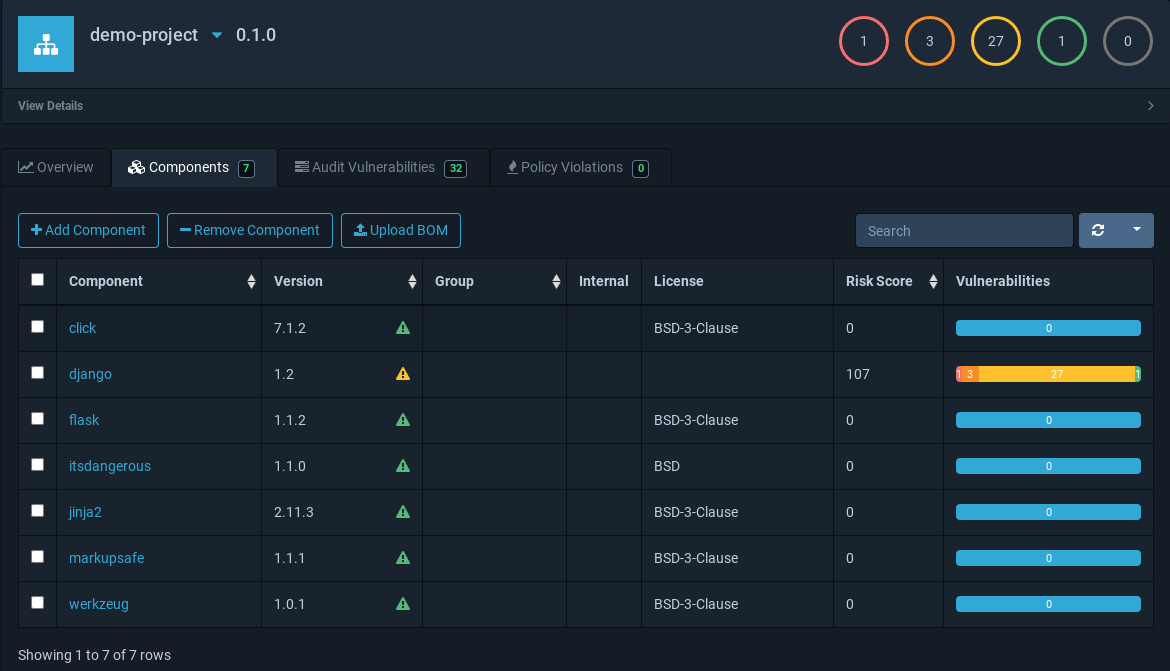 demo-project 0.1.0 1 3 27 1 0
View Details
Overview Components 7 Audit Vulnerabilities 32 Policy Violations 0
Add Component Remove Component Upload BOM Search
Component Version Group Internal License Risk Score Vulnerabilities
click 7.1.2 BSD-3-Clause 0 0
django 1.2 107 1 3 27 1
flask 1.1.2 BSD-3-Clause 0 0
itsdangerous 1.1.0 BSD 0 0
jinja2 2.11.3 BSD-3-Clause 0 0
markupsafe 1.1.1 BSD-3-Clause 0 0
werkzeug 1.0.1 BSD-3-Clause 0 0
Showing 1 to 7 of 7 rows